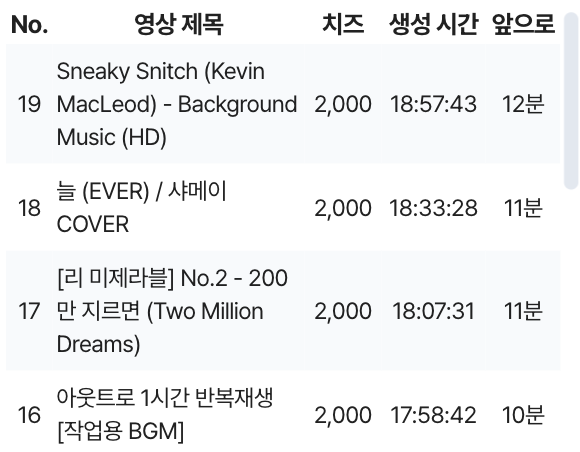 No. 영상 제목 치즈 생성 시간 앞으로
Sneaky Snitch (Kevin
19 MacLeod) - Background 2,000 18:57:43 12분
Music (HD)
늘 (EVER) / 샤메이
18 2,000 18:33:28 11분
COVER
[리 미제라블] No.2 - 200
17 만 지르면 (Two Million 2,000 18:07:31 11분
Dreams)
아웃트로 1시간 반복재생
16 2,000 17:58:42 10분
[작업용 BGM]